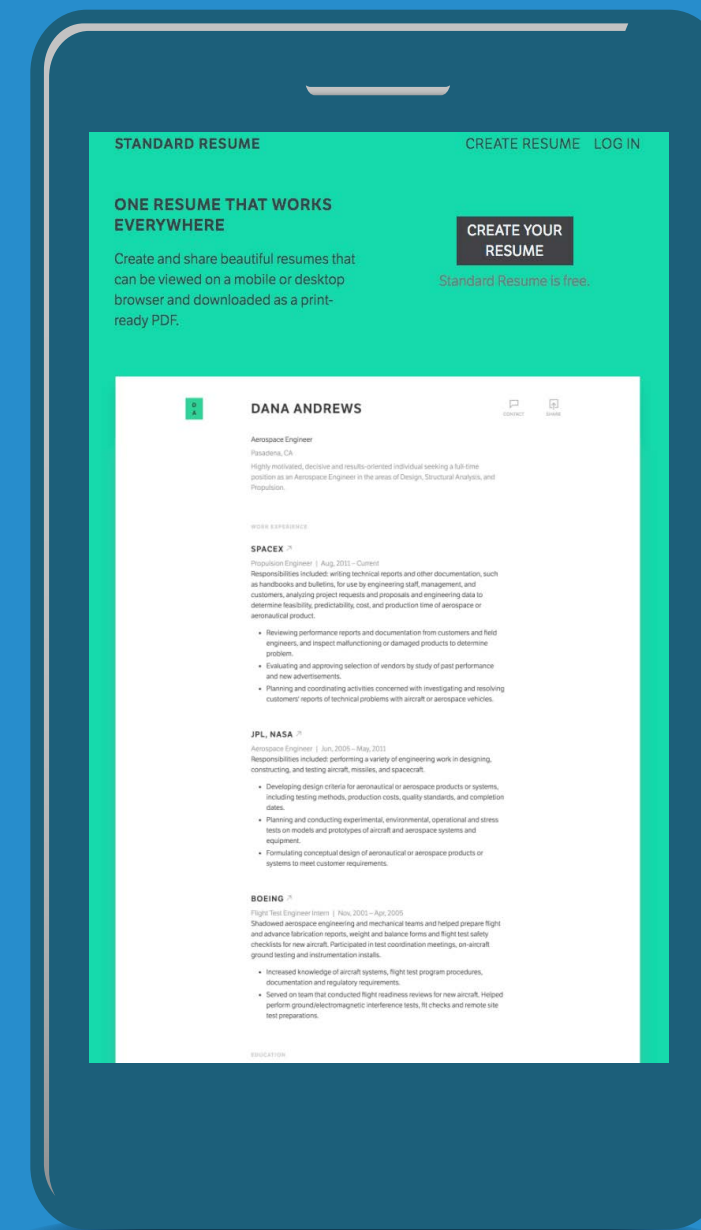 STANDARD RESUME
CREATE RESUME LOG IN
ONE RESUME THAT WORKS
EVERYWHERE
Create and share beautiful resumes that
can be viewed on a mobile or desktop
browser and downloaded as a print-
ready PDF.
CREATE YOUR
RESUME
Standard Resume is free.
D
A
DANA ANDREWS
CONTACT
SHARE
Aerospace Engineer
Pasadena, CA
Highly motivated, decisive and results-oriented individual seeking a full-time
position as an Aerospace Engineer in the areas of Design, Structural Analysis, and
Propulsion.
WORK EXPERIENCE
SPACEX
Propulsion Engineer | Aug, 2011 – Current
Responsibilities included: writing technical reports and other documentation, such
as handbooks and bulletins, for use by engineering staff, management, and
customers, analyzing project requests and proposals and engineering data to
determine feasibility, predictability, cost, and production time of aerospace or
aeronautical product.
• Reviewing performance reports and documentation from customers and field
engineers, and inspect malfunctioning or damaged products to determine
problem.
• Evaluating and approving selection of vendors by study of past performance
and new advertisements.
• Planning and coordinating activities concerned with investigating and resolving
customers' reports of technical problems with aircraft or aerospace vehicles.
JPL, NASA
Aerospace Engineer | Jun, 2005 – May, 2011
Responsibilities included: performing a variety of engineering work in designing,
constructing, and testing aircraft, missiles, and spacecraft.
• Developing design criteria for aeronautical or aerospace products or systems,
including testing methods, production costs, quality standards, and completion
dates.
• Planning and conducting experimental, environmental, operational and stress
tests on models and prototypes of aircraft and aerospace systems and
equipment.
• Formulating conceptual design of aeronautical or aerospace products or
systems to meet customer requirements.
BOEING
Flight Test Engineer Intern | Nov, 2001 – Apr, 2005
Shadowed aerospace engineering and mechanical teams and helped prepare flight
and advance fabrication reports, weight and balance forms and flight test safety
checklists for new aircraft. Participated in test coordination meetings, on-aircraft
ground testing and instrumentation installs.
• Increased knowledge of aircraft systems, flight test program procedures,
documentation and regulatory requirements.
• Served on team that conducted flight readiness reviews for new aircraft. Helped
perform ground/electromagnetic interference tests, fit checks and remote site
test preparations.
EDUCATION